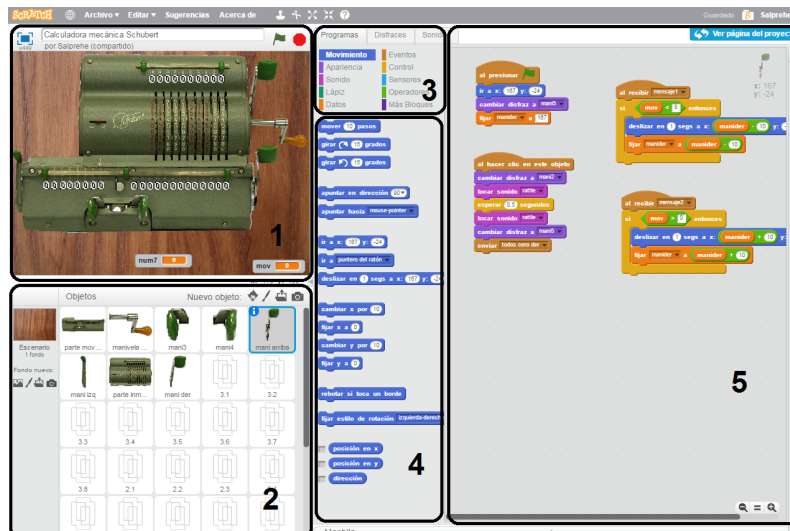 SCRATCH Archivo Editar Sugerencias Acerca de Guardado Salprehe
Calculadora mecánica Schubert
por Salprehe (compartido)
v442
1
num7 0
mov 0
Objetos Nuevo objeto:
Escenario
1 fondo
Fondo nuevo:
parte mov... manivela ... mani3 mani4 mani arriba
mani izq parte inm... mani der 3.1 3.2
3.3 3.4 3.5 3.6 3.7
3.8 2.1 2.2 2.3
2
Programas Disfraces
Movimiento Eventos
Apariencia Control
Sonido Sensores
Lápiz
Datos Más Bloques
3
mover 10 pasos
girar 15 grados
girar 15 grados
apuntar en dirección 90
apuntar hacia mouse-pointer
ir a x: 167 y: -24
ir a puntero del ratón
deslizar en 1 segs a x: 167 y:
cambiar x por 10
fijar x a 0
cambiar y por 10
fijar y a 0
rebotar si toca un borde
fijar estilo de rotación
posición en x
posición en y
dirección
4
Ver página del proyec
x: 167
y: -24
al presionar
ir a x: 167 y: -24
cambiar disfraz a mani5
fijar manider a 167
al hacer clic en este objeto
cambiar disfraz a mani2
tocar sonido rattle
esperar 0.5 segundos
tocar sonido rattle
cambiar disfraz a mani5
enviar todos cero der
al recibir mensaje1
si mov < 8 entonces
deslizar en 1 segs a x: manider - 10 y:
fijar manider a manider - 10
al recibir mensaje2
si mov > 0 entonces
deslizar en 1 segs a x: manider + 10 y:
fijar manider a manider + 10
5